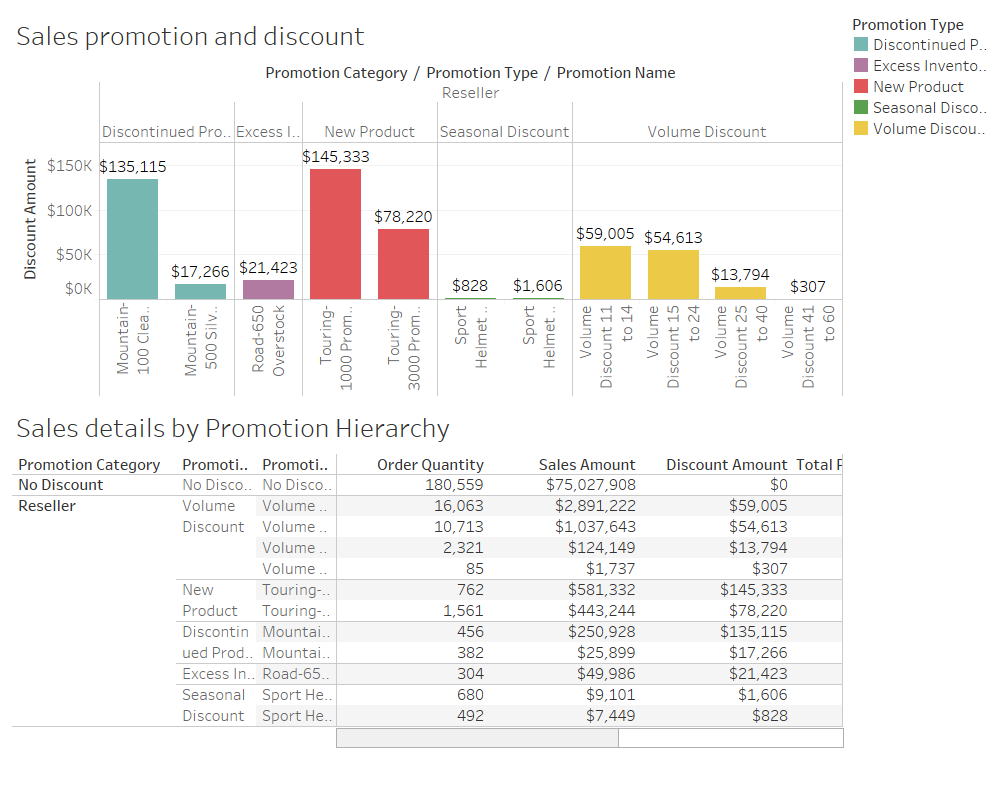 Sales promotion and discount
Promotion Type
Discontinued P..
Excess Invento..
New Product
Seasonal Disco..
Volume Discou..
Promotion Category / Promotion Type / Promotion Name
Reseller
Discontinued Pro.. Excess I.. New Product Seasonal Discount Volume Discount
Discount Amount
$150K
$100K
$50K
$0K
$135,115 $17,266 $21,423 $145,333 $78,220 $828 $1,606 $59,005 $54,613 $13,794 $307
Mountain-
100 Clea..
Mountain-
500 Silv..
Road-650
Overstock
Touring-
1000 Prom..
Touring-
3000 Prom..
Sport
Helmet ..
Sport
Helmet ..
Volume
Discount 11
to 14
Volume
Discount 15
to 24
Volume
Discount 25
to 40
Volume
Discount 41
to 60
Sales details by Promotion Hierarchy
Promotion Category Promoti.. Promoti.. Order Quantity Sales Amount Discount Amount Total
No Discount No Disco.. No Disco.. 180,559 $75,027,908 $0
Reseller Volume Volume .. 16,063 $2,891,222 $59,005
Discount Volume .. 10,713 $1,037,643 $54,613
Volume .. 2,321 $124,149 $13,794
Volume .. 85 $1,737 $307
New Touring-.. 762 $581,332 $145,333
Product Touring-.. 1,561 $443,244 $78,220
Discontin Mountai.. 456 $250,928 $135,115
ued Prod.. Mountai.. 382 $25,899 $17,266
Excess In.. Road-65.. 304 $49,986 $21,423
Seasonal Sport He.. 680 $9,101 $1,606
Discount Sport He.. 492 $7,449 $828